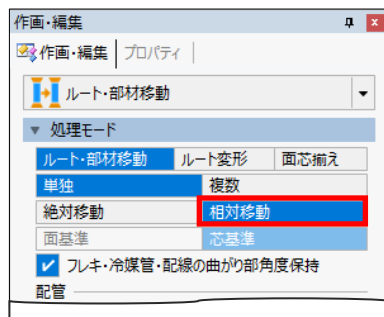 作画・編集
作画・編集 プロパティ
ルート・部材移動
処理モード
ルート・部材移動 ルート変形 面芯揃え
単独 複数
絶対移動 相対移動
面基準 芯基準
フレキ・冷媒管・配線の曲がり部角度保持
配管